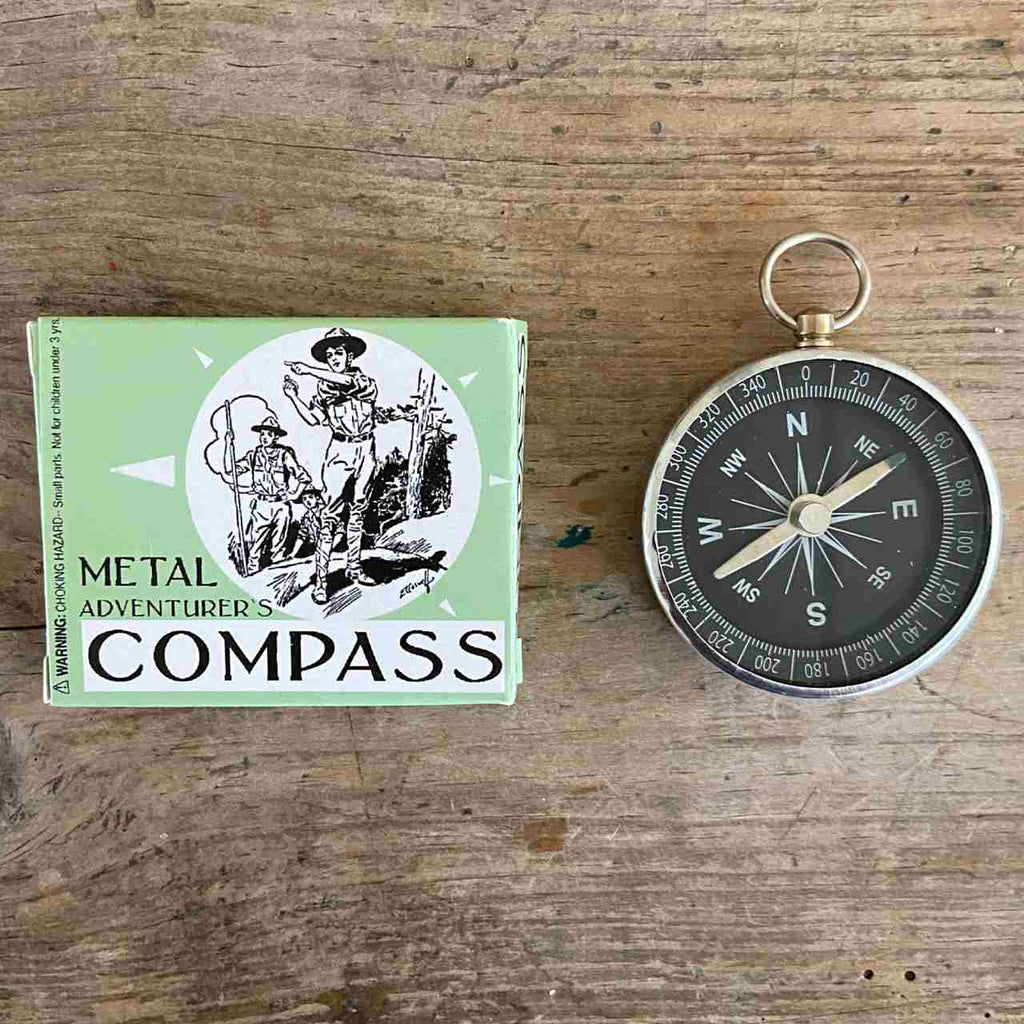 ⚠ WARNING: CHOKING HAZARD-- Small parts. Not for children under 3 yrs.
METAL
ADVENTURER'S
COMPASS
0
20
40
60
80
100
120
140
160
180
200
220
240
260
280
300
320
340
N
NE
E
SE
S
SW
W
NW